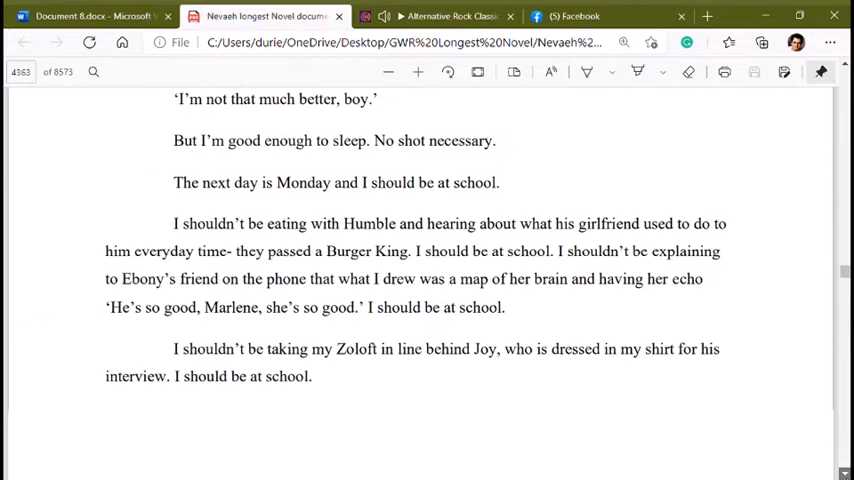 Document 8.docx - Microsoft
Nevaeh longest Novel docume
Alternative Rock Classic
(5) Facebook
File
C:/Users/durie/OneDrive/Desktop/GWR%20Longest%20Novel/Nevaeh%2...
4363 of 8573
‘I’m not that much better, boy.’
But I’m good enough to sleep. No shot necessary.
The next day is Monday and I should be at school.
I shouldn’t be eating with Humble and hearing about what his girlfriend used to do to
him everyday time- they passed a Burger King. I should be at school. I shouldn’t be explaining
to Ebony’s friend on the phone that what I drew was a map of her brain and having her echo
‘He’s so good, Marlene, she’s so good.’ I should be at school.
I shouldn’t be taking my Zoloft in line behind Joy, who is dressed in my shirt for his
interview. I should be at school.